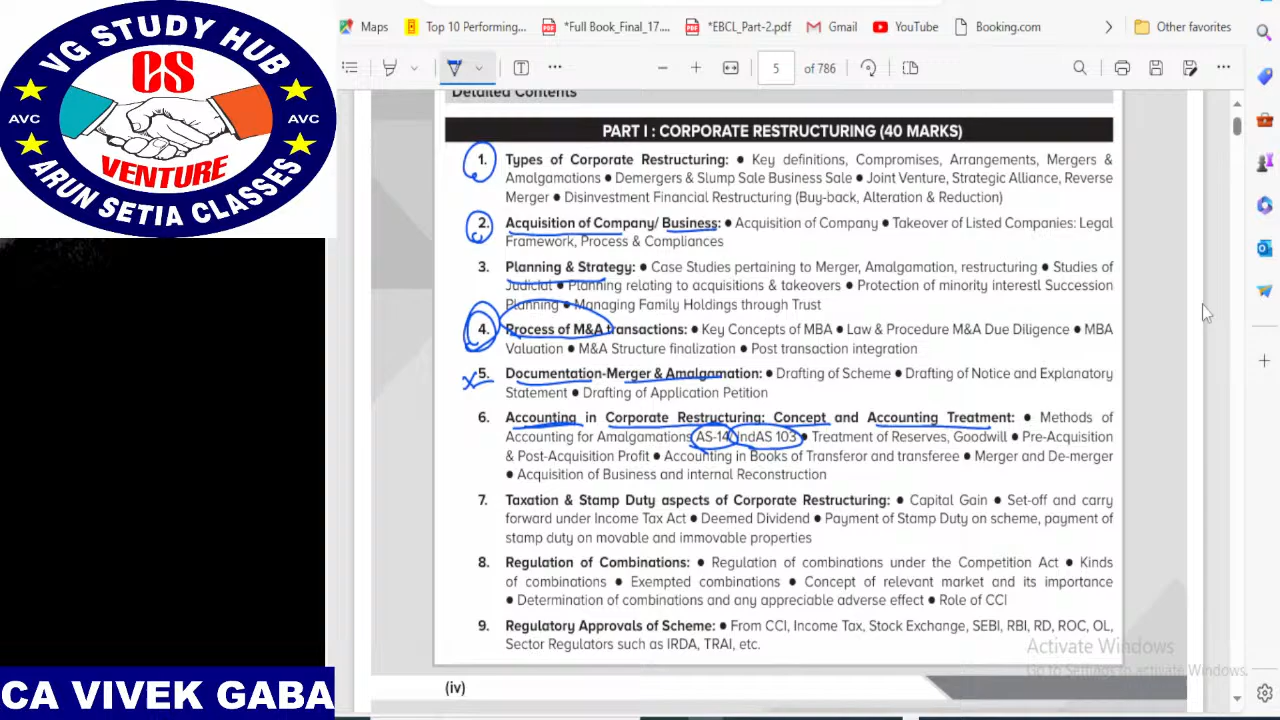 VG STUDY HUB
CS
AVC
AVC
VENTURE
ARUN SETIA CLASSES
Maps
Top 10 Performing...
*Full Book_Final_17....
*EBCL_Part-2.pdf
Gmail
YouTube
Booking.com
Other favorites
5 of 786
Detailed Contents
PART I : CORPORATE RESTRUCTURING (40 MARKS)
1. Types of Corporate Restructuring: ● Key definitions, Compromises, Arrangements, Mergers &
Amalgamations ● Demergers & Slump Sale Business Sale ● Joint Venture, Strategic Alliance, Reverse
Merger ● Disinvestment Financial Restructuring (Buy-back, Alteration & Reduction)
2. Acquisition of Company/ Business: ● Acquisition of Company ● Takeover of Listed Companies: Legal
Framework, Process & Compliances
3. Planning & Strategy: ● Case Studies pertaining to Merger, Amalgamation, restructuring ● Studies of
Judicial ● Planning relating to acquisitions & takeovers ● Protection of minority interestl Succession
Planning ● Managing Family Holdings through Trust
4. Process of M&A transactions: ● Key Concepts of MBA ● Law & Procedure M&A Due Diligence ● MBA
Valuation ● M&A Structure finalization ● Post transaction integration
5. Documentation-Merger & Amalgamation: ● Drafting of Scheme ● Drafting of Notice and Explanatory
Statement ● Drafting of Application Petition
6. Accounting in Corporate Restructuring: Concept and Accounting Treatment: ● Methods of
Accounting for Amalgamations AS-14 IndAS 103 ● Treatment of Reserves, Goodwill ● Pre-Acquisition
& Post-Acquisition Profit ● Accounting in Books of Transferor and transferee ● Merger and De-merger
● Acquisition of Business and internal Reconstruction
7. Taxation & Stamp Duty aspects of Corporate Restructuring: ● Capital Gain ● Set-off and carry
forward under Income Tax Act ● Deemed Dividend ● Payment of Stamp Duty on scheme, payment of
stamp duty on movable and immovable properties
8. Regulation of Combinations: ● Regulation of combinations under the Competition Act ● Kinds
of combinations ● Exempted combinations ● Concept of relevant market and its importance
● Determination of combinations and any appreciable adverse effect ● Role of CCI
9. Regulatory Approvals of Scheme: ● From CCI, Income Tax, Stock Exchange, SEBI, RBI, RD, ROC, OL,
Sector Regulators such as IRDA, TRAI, etc.
Activate Windows
Go to Settings to activate Windows.
(iv)
CA VIVEK GABA